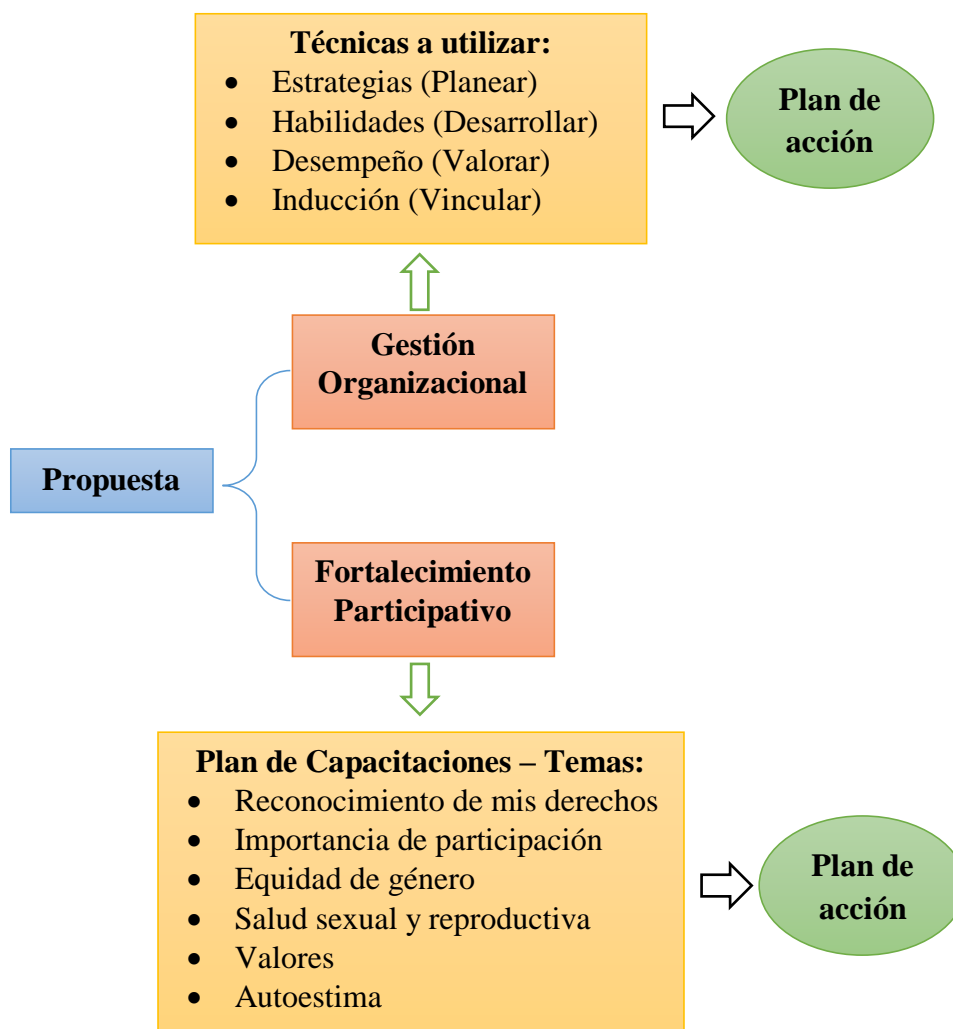 Técnicas a utilizar:
• Estrategias (Planear)
• Habilidades (Desarrollar)
• Desempeño (Valorar)
• Inducción (Vincular)
Plan de
acción
Gestión
Organizacional
Propuesta
Fortalecimiento
Participativo
Plan de Capacitaciones – Temas:
• Reconocimiento de mis derechos
• Importancia de participación
• Equidad de género
• Salud sexual y reproductiva
• Valores
• Autoestima
Plan de
acción